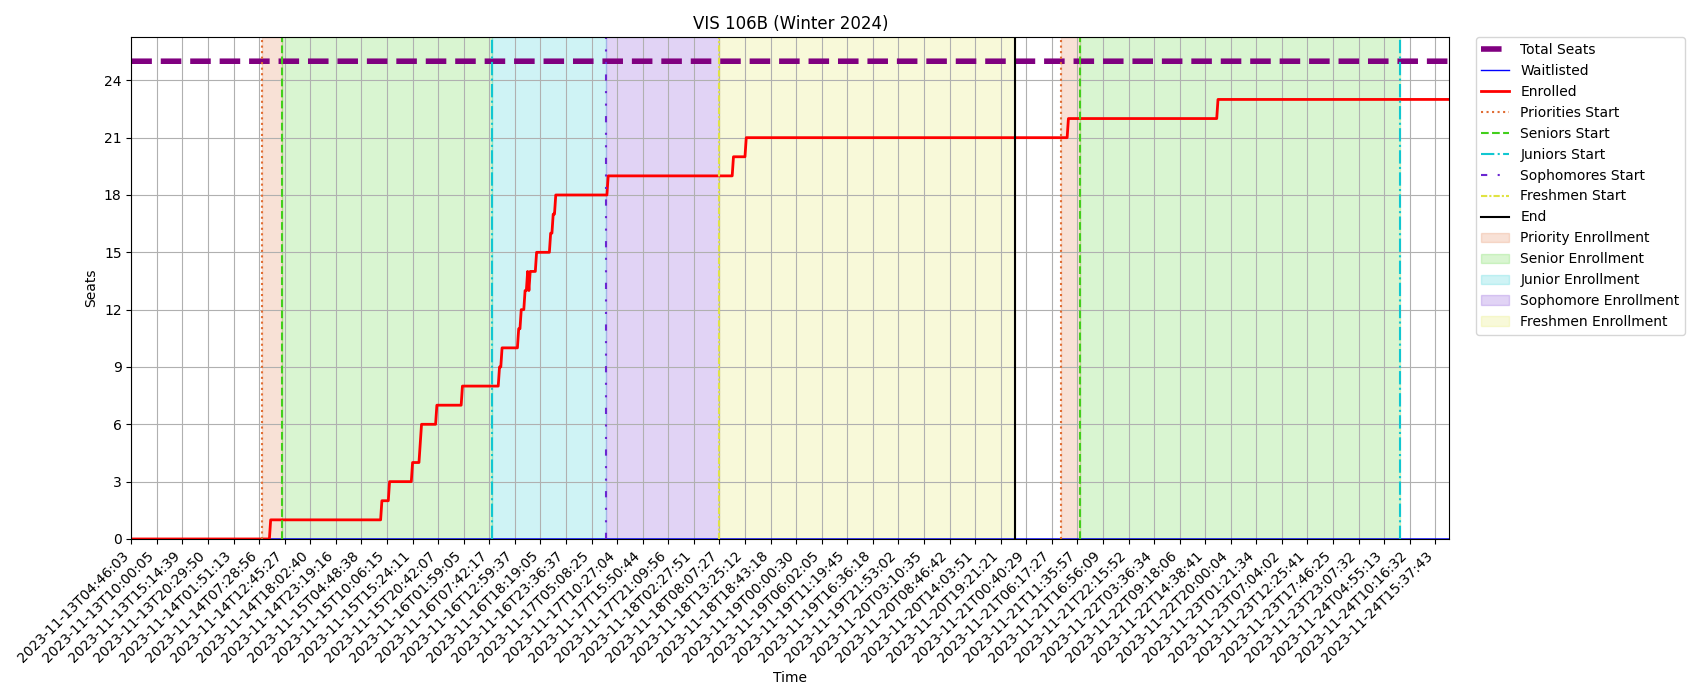 VIS 106B (Winter 2024)
Total Seats
Waitlisted
Enrolled
Priorities Start
Seniors Start
Juniors Start
Sophomores Start
Freshmen Start
End
Priority Enrollment
Senior Enrollment
Junior Enrollment
Sophomore Enrollment
Freshmen Enrollment
Seats
24
21
18
15
12
9
6
3
0
2023-11-13T04:46:03
2023-11-13T10:00:05
2023-11-13T15:14:39
2023-11-13T20:29:50
2023-11-14T01:51:13
2023-11-14T07:28:56
2023-11-14T12:45:27
2023-11-14T18:02:40
2023-11-14T23:19:16
2023-11-15T04:48:38
2023-11-15T10:06:15
2023-11-15T15:24:11
2023-11-15T20:42:07
2023-11-16T01:59:05
2023-11-16T07:42:17
2023-11-16T12:59:37
2023-11-16T18:19:05
2023-11-16T23:36:37
2023-11-17T05:08:25
2023-11-17T10:27:04
2023-11-17T15:50:44
2023-11-17T21:09:56
2023-11-18T02:27:51
2023-11-18T08:07:27
2023-11-18T13:25:12
2023-11-18T18:43:18
2023-11-19T00:00:30
2023-11-19T06:02:05
2023-11-19T11:19:45
2023-11-19T16:36:18
2023-11-19T21:53:02
2023-11-20T03:10:35
2023-11-20T08:46:42
2023-11-20T14:03:51
2023-11-20T19:21:21
2023-11-21T00:40:29
2023-11-21T06:17:27
2023-11-21T11:35:57
2023-11-21T16:56:09
2023-11-21T22:15:52
2023-11-22T03:36:34
2023-11-22T09:18:06
2023-11-22T14:38:41
2023-11-22T20:00:04
2023-11-23T01:21:34
2023-11-23T07:04:02
2023-11-23T12:25:41
2023-11-23T17:46:25
2023-11-23T23:07:32
2023-11-24T04:55:13
2023-11-24T10:16:32
2023-11-24T15:37:43
Time